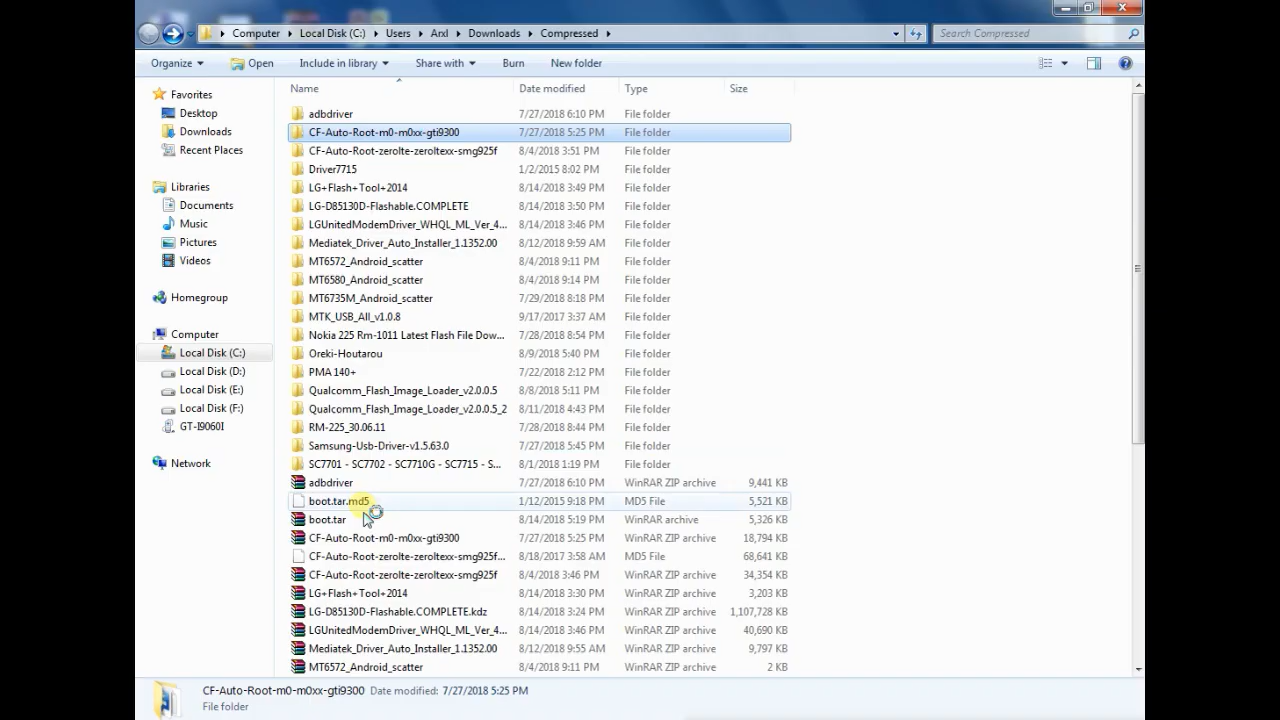 Computer Local Disk (C:) Users Arxl Downloads Compressed Search Compressed
Organize Open Include in library Share with Burn New folder
Name Date modified Type Size
Favorites
Desktop
Downloads
Recent Places
Libraries
Documents
Music
Pictures
Videos
Homegroup
Computer
Local Disk (C:)
Local Disk (D:)
Local Disk (E:)
Local Disk (F:)
GT-I9060I
Network
adbdriver 7/27/2018 6:10 PM File folder
CF-Auto-Root-m0-m0xx-gti9300 7/27/2018 5:25 PM File folder
CF-Auto-Root-zerolte-zeroltexx-smg925f 8/4/2018 3:51 PM File folder
Driver7715 1/2/2015 8:02 PM File folder
LG+Flash+Tool+2014 8/14/2018 3:49 PM File folder
LG-D85130D-Flashable.COMPLETE 8/14/2018 3:50 PM File folder
LGUnitedModemDriver_WHQL_ML_Ver_4... 8/14/2018 3:46 PM File folder
Mediatek_Driver_Auto_Installer_1.1352.00 8/12/2018 9:59 AM File folder
MT6572_Android_scatter 8/4/2018 9:11 PM File folder
MT6580_Android_scatter 8/4/2018 9:14 PM File folder
MT6735M_Android_scatter 7/29/2018 8:18 PM File folder
MTK_USB_All_v1.0.8 9/17/2017 3:37 AM File folder
Nokia 225 Rm-1011 Latest Flash File Dow... 7/28/2018 8:54 PM File folder
Oreki-Houtarou 8/9/2018 5:40 PM File folder
PMA 140+ 7/22/2018 2:12 PM File folder
Qualcomm_Flash_Image_Loader_v2.0.0.5 8/8/2018 5:11 PM File folder
Qualcomm_Flash_Image_Loader_v2.0.0.5_2 8/11/2018 4:43 PM File folder
RM-225_30.06.11 7/28/2018 8:44 PM File folder
Samsung-Usb-Driver-v1.5.63.0 7/27/2018 5:45 PM File folder
SC7701 - SC7702 - SC7710G - SC7715 - S... 8/1/2018 1:19 PM File folder
adbdriver 7/27/2018 6:10 PM WinRAR ZIP archive 9,441 KB
boot.tar.md5 1/12/2015 9:18 PM MD5 File 5,521 KB
boot.tar 8/14/2018 5:19 PM WinRAR archive 5,326 KB
CF-Auto-Root-m0-m0xx-gti9300 7/27/2018 5:25 PM WinRAR ZIP archive 18,794 KB
CF-Auto-Root-zerolte-zeroltexx-smg925f... 8/18/2017 3:58 AM MD5 File 68,641 KB
CF-Auto-Root-zerolte-zeroltexx-smg925f 8/4/2018 3:46 PM WinRAR ZIP archive 34,354 KB
LG+Flash+Tool+2014 8/14/2018 3:30 PM WinRAR ZIP archive 3,203 KB
LG-D85130D-Flashable.COMPLETE.kdz 8/14/2018 3:24 PM WinRAR ZIP archive 1,107,728 KB
LGUnitedModemDriver_WHQL_ML_Ver_4... 8/14/2018 3:46 PM WinRAR ZIP archive 40,690 KB
Mediatek_Driver_Auto_Installer_1.1352.00 8/12/2018 9:55 AM WinRAR ZIP archive 9,797 KB
MT6572_Android_scatter 8/4/2018 9:11 PM WinRAR ZIP archive 2 KB
CF-Auto-Root-m0-m0xx-gti9300 Date modified: 7/27/2018 5:25 PM
File folder